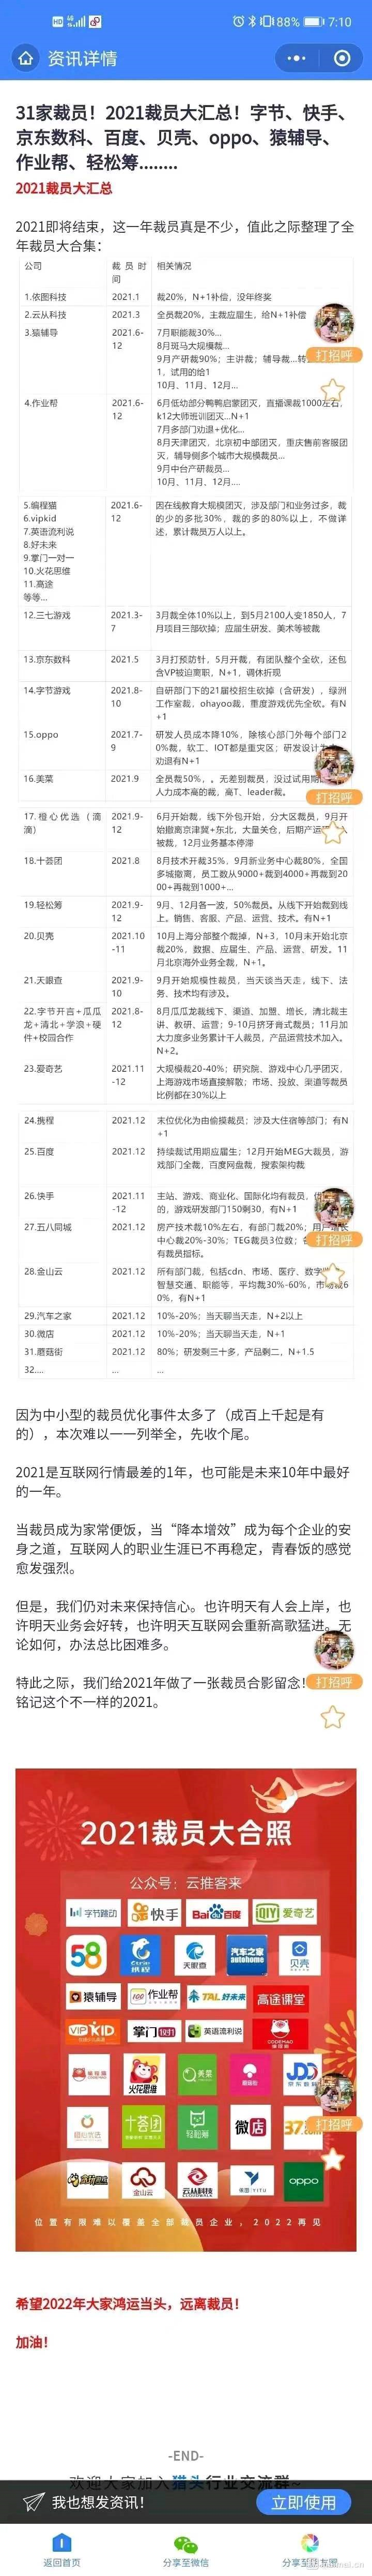 HD 88% 7:10
资讯详情
31家裁员！2021裁员大汇总！字节、快手、
京东数科、百度、贝壳、oppo、猿辅导、
作业帮、轻松筹........
2021裁员大汇总
2021即将结束，这一年裁员真是不少，值此之际整理了全
年裁员大合集：
公司 裁员时间 相关情况
1.依图科技 2021.1 裁20%，N+1补偿，没年终奖
2.云从科技 2021.3 全员裁20%，主裁应届生，给N+1补偿
3.猿辅导 2021.6-12 7月职能裁30%...
8月斑马大规模裁...
9月产研裁90%；主讲裁；辅导裁...转
1，试用的给1
10月、11月、12月...
4.作业帮 2021.6-12 6月低幼部分鸭鸭启蒙团灭，直播课裁1000左右，
k12大师班训团灭...N+1
7月多部门劝退+优化...
8月天津团灭，北京初中部团灭，重庆售前客服团
灭，辅导侧多个城市大规模裁员...
9月中台产研裁员...
10月、11月、12月....
5.编程猫 2021.6-12 因在线教育大规模团灭，涉及部门和业务过多，裁
6.vipkid 的少的多批30%，裁的多的80%以上，不做详
7.英语流利说 述，累计裁员万人以上。
8.好未来
9.掌门一对一
10.火花思维
11.高途
等等...
12.三七游戏 2021.3-7 3月裁全体10%以上，到5月2100人变1850人，7
月项目三部砍掉；应届生研发、美术等被裁
13.京东数科 2021.5 3月打预防针，5月开裁，有团队整个全砍，还包
含VP被迫离职，N+1，调休折现
14.字节游戏 2021.8-10 自研部门下的21届校招生砍掉（含研发），绿洲
工作室裁，ohayoo裁，重度游戏优先全砍。有N
+1
15.oppo 2021.7-9 研发人员成本降10%，除核心部门外每个部门2
0%裁，软工、IOT都是重灾区；研发设计
劝退有N+1
16.美菜 2021.9 全员裁50%，。无差别裁员，没过试用期
人力成本高的裁，高T、leader裁。
17.橙心优选（滴滴） 2021.9-12 6月开始裁，线下外包开始，分大区裁员，9月开
始撤离京津冀+东北，大量关仓，后期产运
被裁，12月业务基本停滞
18.十荟团 2021.8 8月技术开裁35%，9月新业务中心裁80%，全国
多城撤离，员工数从9000+裁到4000+再裁到20
00+再裁到1000+...
19.轻松筹 2021.9-12 9月、12月各一波，50%裁员。从线下开始裁到线
上。销售、客服、产品、运营、技术。有N+1
20.贝壳 2021.10-11 10月上海分部整个裁掉，N+3，10月末开始北京
裁20%，数据、应届生、产品、运营、研发。11
月北京海外业务全裁，N+1。
21.天眼查 2021.9-10 9月开始规模性裁员，当天谈当天走，线下、法
务、技术均有涉及。
22.字节开言+瓜瓜龙+清北+学浪+硬件+校园合作 2021.8-12 8月瓜瓜龙裁线下、渠道、加盟、增长，清北裁主
讲、教研、运营；9-10月挤牙膏式裁员；11月加
大力度多业务累计千人裁员，产品运营技术加入。
N+2。
23.爱奇艺 2021.11-12 大规模裁20-40%；研究院、游戏中心几乎团灭，
上海游戏市场直接解散；市场、投放、渠道等裁员
比例都在30%以上
24.携程 2021.12 末位优化为由偷摸裁员；涉及大住宿等部门；有N
+1
25.百度 2021.12 持续裁试用期应届生；12月开始MEG大裁员，游
戏部门全裁，百度网盘裁，搜索架构裁
26.快手 2021.11-12 主站、游戏、商业化、国际化均有裁员，
的，游戏研发部门150剩30，有N+1
27.五八同城 2021.12 房产技术裁10%左右，有部门裁20%；用户增长
中心裁20%-30%；TEG裁员3位数；
有裁员指标。
28.金山云 2021.12 所有部门裁，包括cdn、市场、医疗、数字
智慧交通、职能等，平均裁30%-60%，市场裁6
0%，有N+1
29.汽车之家 2021.12 10%-20%；当天聊当天走，N+2以上
30.微店 2021.12 10%-20%；当天聊当天走，N+1
31.蘑菇街 2021.12 80%；研发剩三十多，产品剩二，N+1.5
32.... ... ...
打招呼
打招呼
打招呼
因为中小型的裁员优化事件太多了（成百上千起是有
的），本次难以一一列举全，先收个尾。
2021是互联网行情最差的1年，也可能是未来10年中最好
的一年。
当裁员成为家常便饭，当“降本增效”成为每个企业的安
身之道，互联网人的职业生涯已不再稳定，青春饭的感觉
愈发强烈。
但是，我们仍对未来保持信心。也许明天有人会上岸，也
许明天业务会好转，也许明天互联网会重新高歌猛进。无
论如何，办法总比困难多。
打招呼
特此之际，我们给2021年做了一张裁员合影留念！
铭记这个不一样的2021。
2021裁员大合照
公众号：云推客来
字节跳动 快手 Bai百度 iQIYI 爱奇艺
58 携程 天眼查 汽车之家 autohome 贝壳
猿辅导 作业帮 TAL好未来 高途课堂
VIPKID 掌门1对1 英语流利说 CODEMAO
火花思维 美菜 JDD
橙心优选 十荟团 轻松筹 微店 37
打招呼
金山云 云从科技 CLOUDWALK 依图 YITU oppo
位置有限难以覆盖全部裁员企业，2022再见
希望2022年大家鸿运当头，远离裁员！
加油！
-END-
欢迎大家加入猎头行业交流群~
我也想发资讯！ 立即使用
返回首页 分享至微信